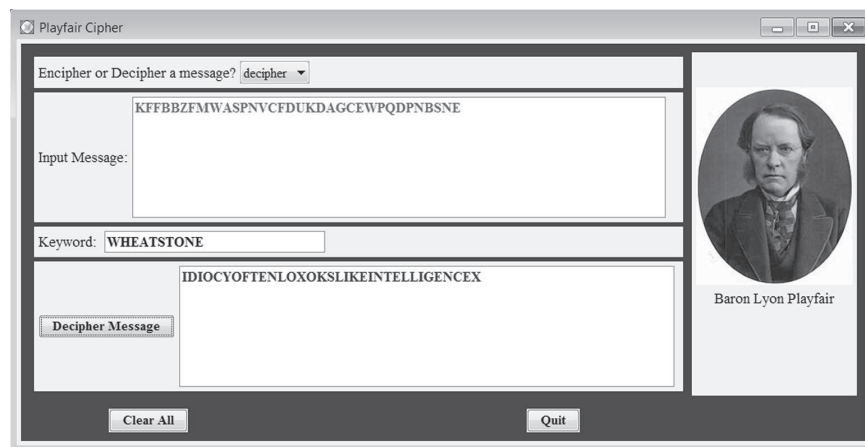 Playfair Cipher
Encipher or Decipher a message? decipher
KFFBBZFMWASPNVCFDUKDAGCEWPQDPNBSNE
Input Message:
Keyword: WHEATSTONE
IDIOCYOFTENLOXOKSLIKEINTELLIGENCEX
Decipher Message
Baron Lyon Playfair
Clear All
Quit